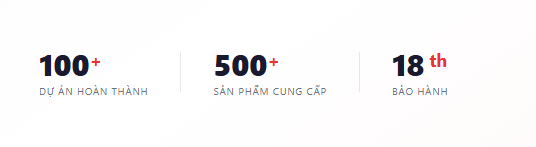 100+
DỰ ÁN HOÀN THÀNH
500+
SẢN PHẨM CUNG CẤP
18 th
BẢO HÀNH